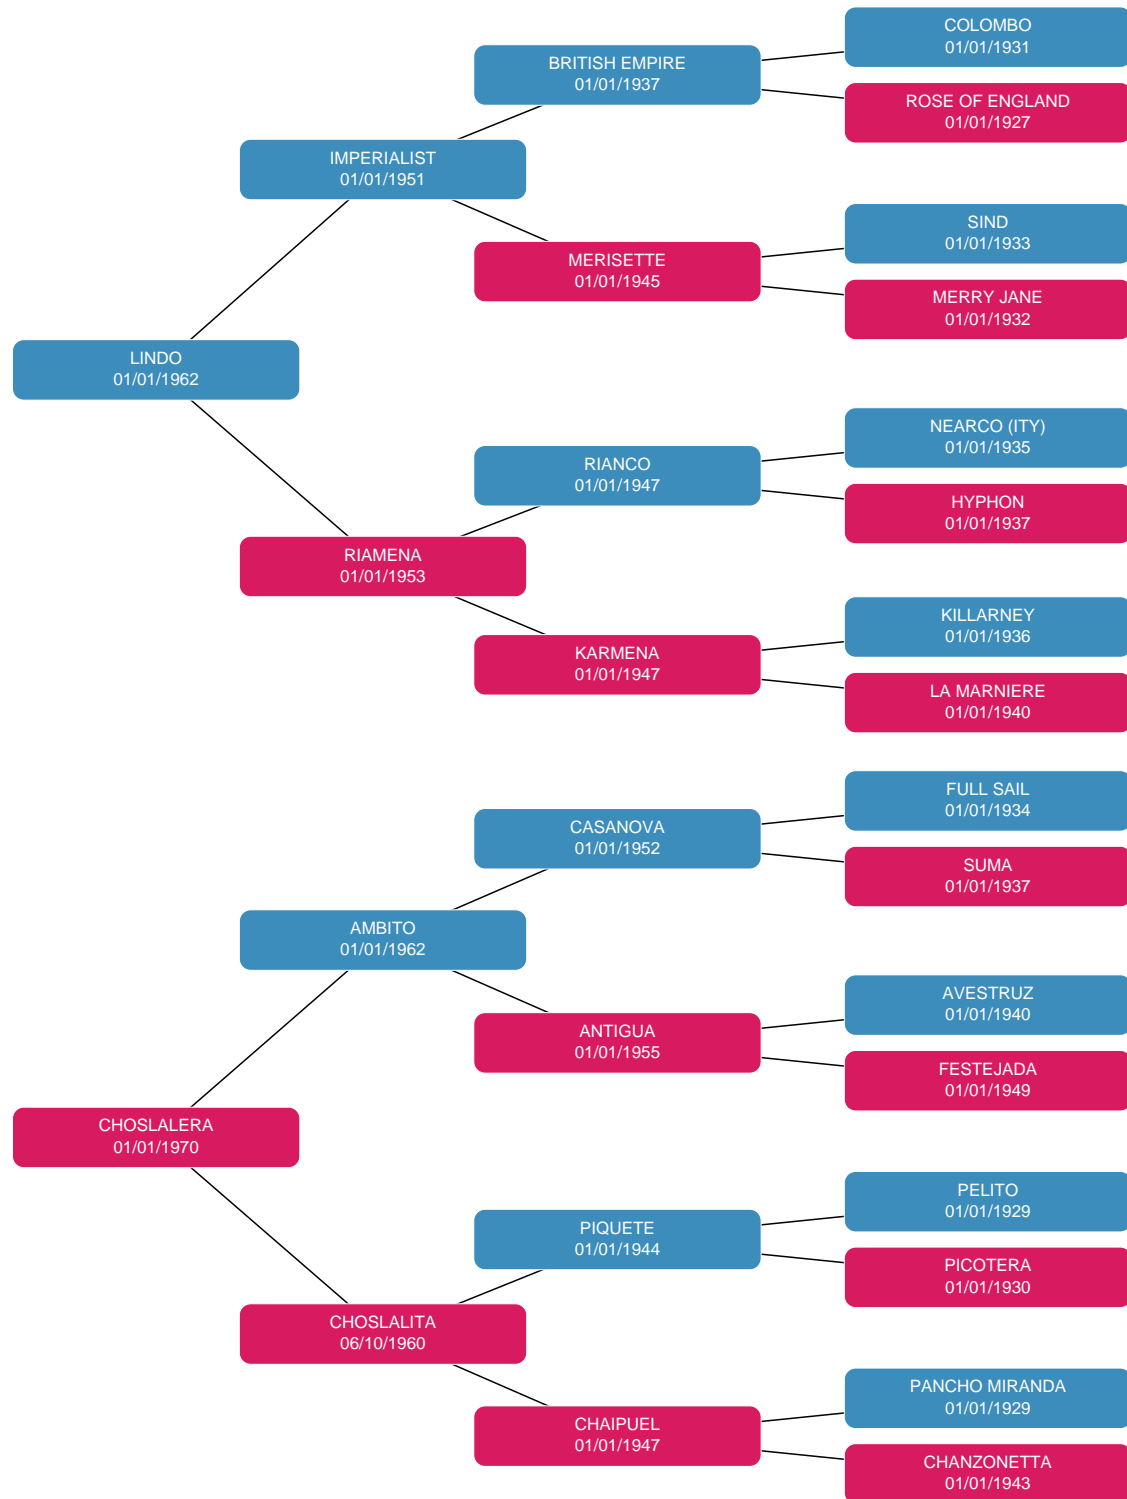 COLOMBO
01/01/1931
BRITISH EMPIRE
01/01/1937
ROSE OF ENGLAND
01/01/1927
IMPERIALIST
01/01/1951
SIND
01/01/1933
MERISETTE
01/01/1945
MERRY JANE
01/01/1932
LINDO
01/01/1962
NEARCO (ITY)
01/01/1935
RIANCO
01/01/1947
HYPHON
01/01/1937
RIAMENA
01/01/1953
KILLARNEY
01/01/1936
KARMENA
01/01/1947
LA MARNIERE
01/01/1940
FULL SAIL
01/01/1934
CASANOVA
01/01/1952
SUMA
01/01/1937
AMBITO
01/01/1962
AVESTRUZ
01/01/1940
ANTIGUA
01/01/1955
FESTEJADA
01/01/1949
CHOSLALERA
01/01/1970
PELITO
01/01/1929
PIQUETE
01/01/1944
PICOTERA
01/01/1930
CHOSLALITA
06/10/1960
PANCHO MIRANDA
01/01/1929
CHAIPUEL
01/01/1947
CHANZONETTA
01/01/1943